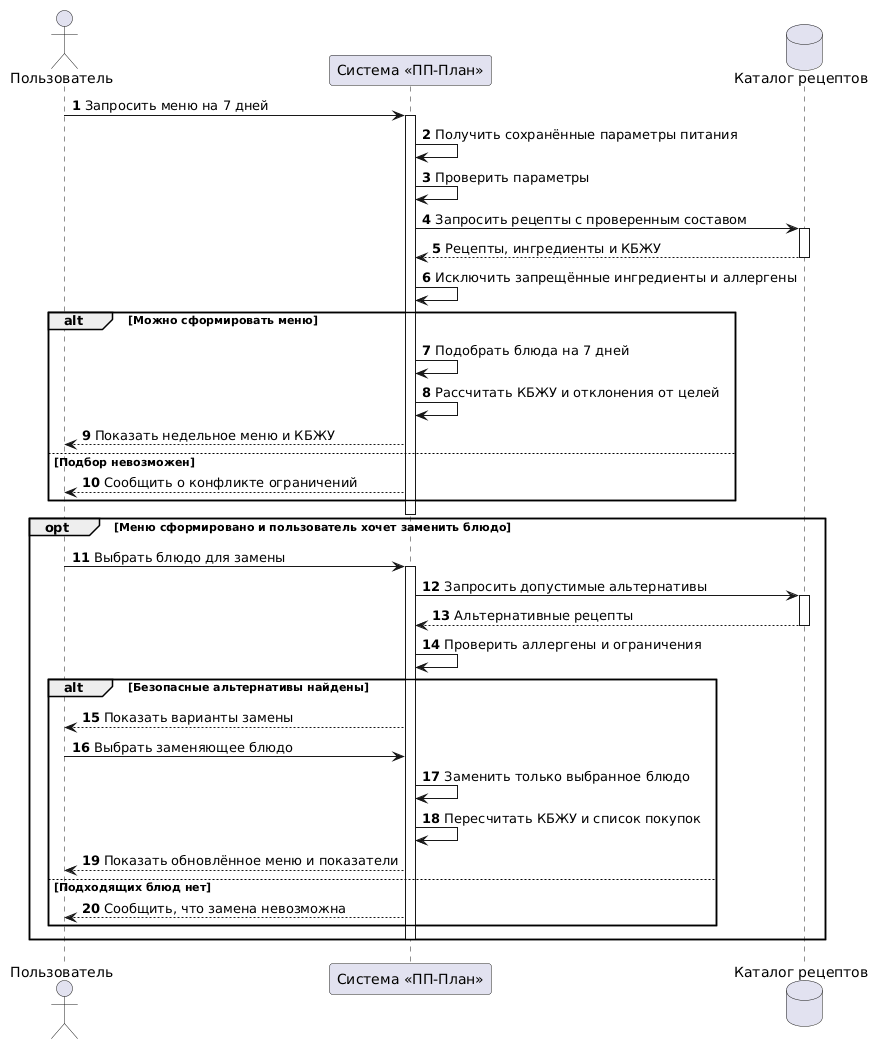 Пользователь
Система «ПП-План»
Каталог рецептов
1 Запросить меню на 7 дней
2 Получить сохранённые параметры питания
3 Проверить параметры
4 Запросить рецепты с проверенным составом
5 Рецепты, ингредиенты и КБЖУ
6 Исключить запрещённые ингредиенты и аллергены
alt [Можно сформировать меню]
7 Подобрать блюда на 7 дней
8 Рассчитать КБЖУ и отклонения от целей
9 Показать недельное меню и КБЖУ
[Подбор невозможен]
10 Сообщить о конфликте ограничений
opt [Меню сформировано и пользователь хочет заменить блюдо]
11 Выбрать блюдо для замены
12 Запросить допустимые альтернативы
13 Альтернативные рецепты
14 Проверить аллергены и ограничения
alt [Безопасные альтернативы найдены]
15 Показать варианты замены
16 Выбрать заменяющее блюдо
17 Заменить только выбранное блюдо
18 Пересчитать КБЖУ и список покупок
19 Показать обновлённое меню и показатели
[Подходящих блюд нет]
20 Сообщить, что замена невозможна
Пользователь
Система «ПП-План»
Каталог рецептов